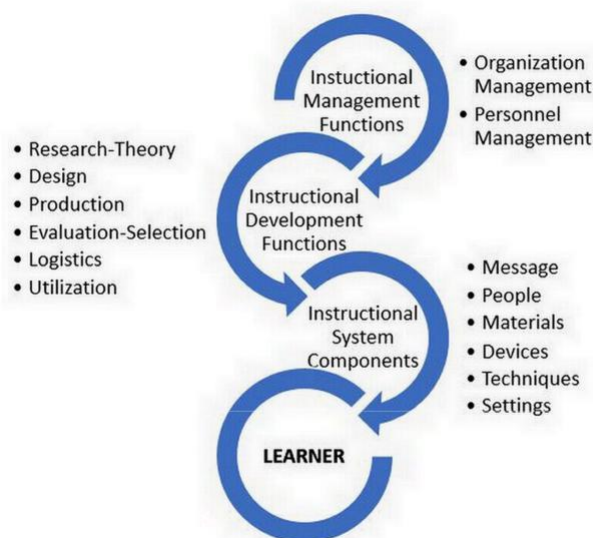 Instuctional
Management
Functions
• Organization
Management
• Personnel
Management
• Research-Theory
• Design
• Production
• Evaluation-Selection
• Logistics
• Utilization
Instructional
Development
Functions
• Message
• People
• Materials
• Devices
• Techniques
• Settings
Instructional
System
Components
LEARNER